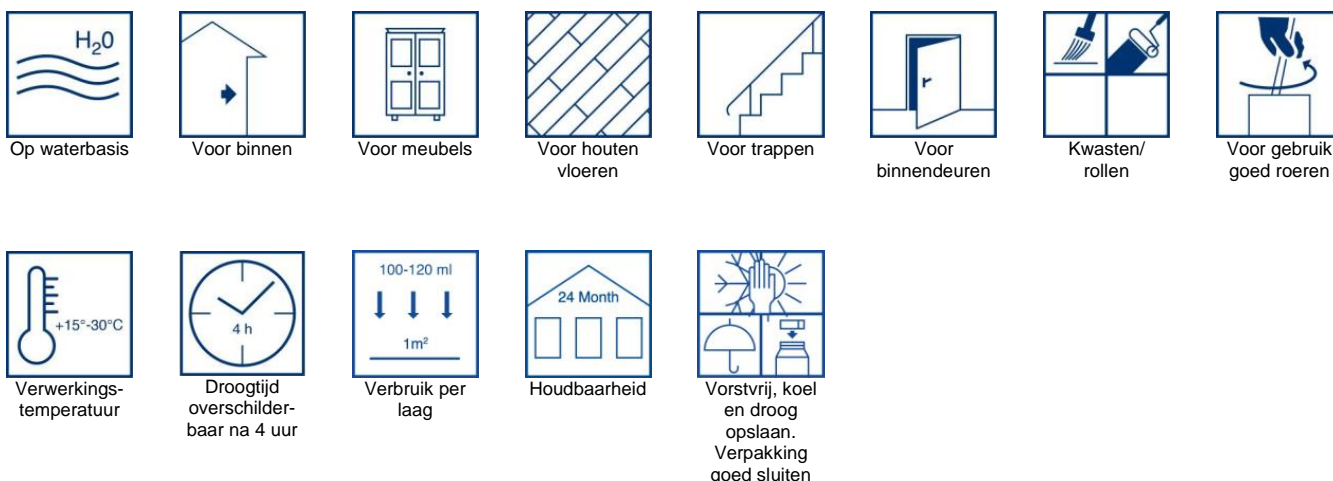 H₂0
Op waterbasis
Voor binnen
Voor meubels
Voor houten
vloeren
Voor trappen
Voor
binnendeuren
Kwasten/
rollen
Voor gebruik
goed roeren
+15°-30°C
Verwerkings-
temperatuur
4 h
Droogtijd
overschilder-
baar na 4 uur
100-120 ml
1m²
Verbruik per
laag
24 Month
Houdbaarheid
Vorstvrij, koel
en droog
opslaan.
Verpakking
goed sluiten